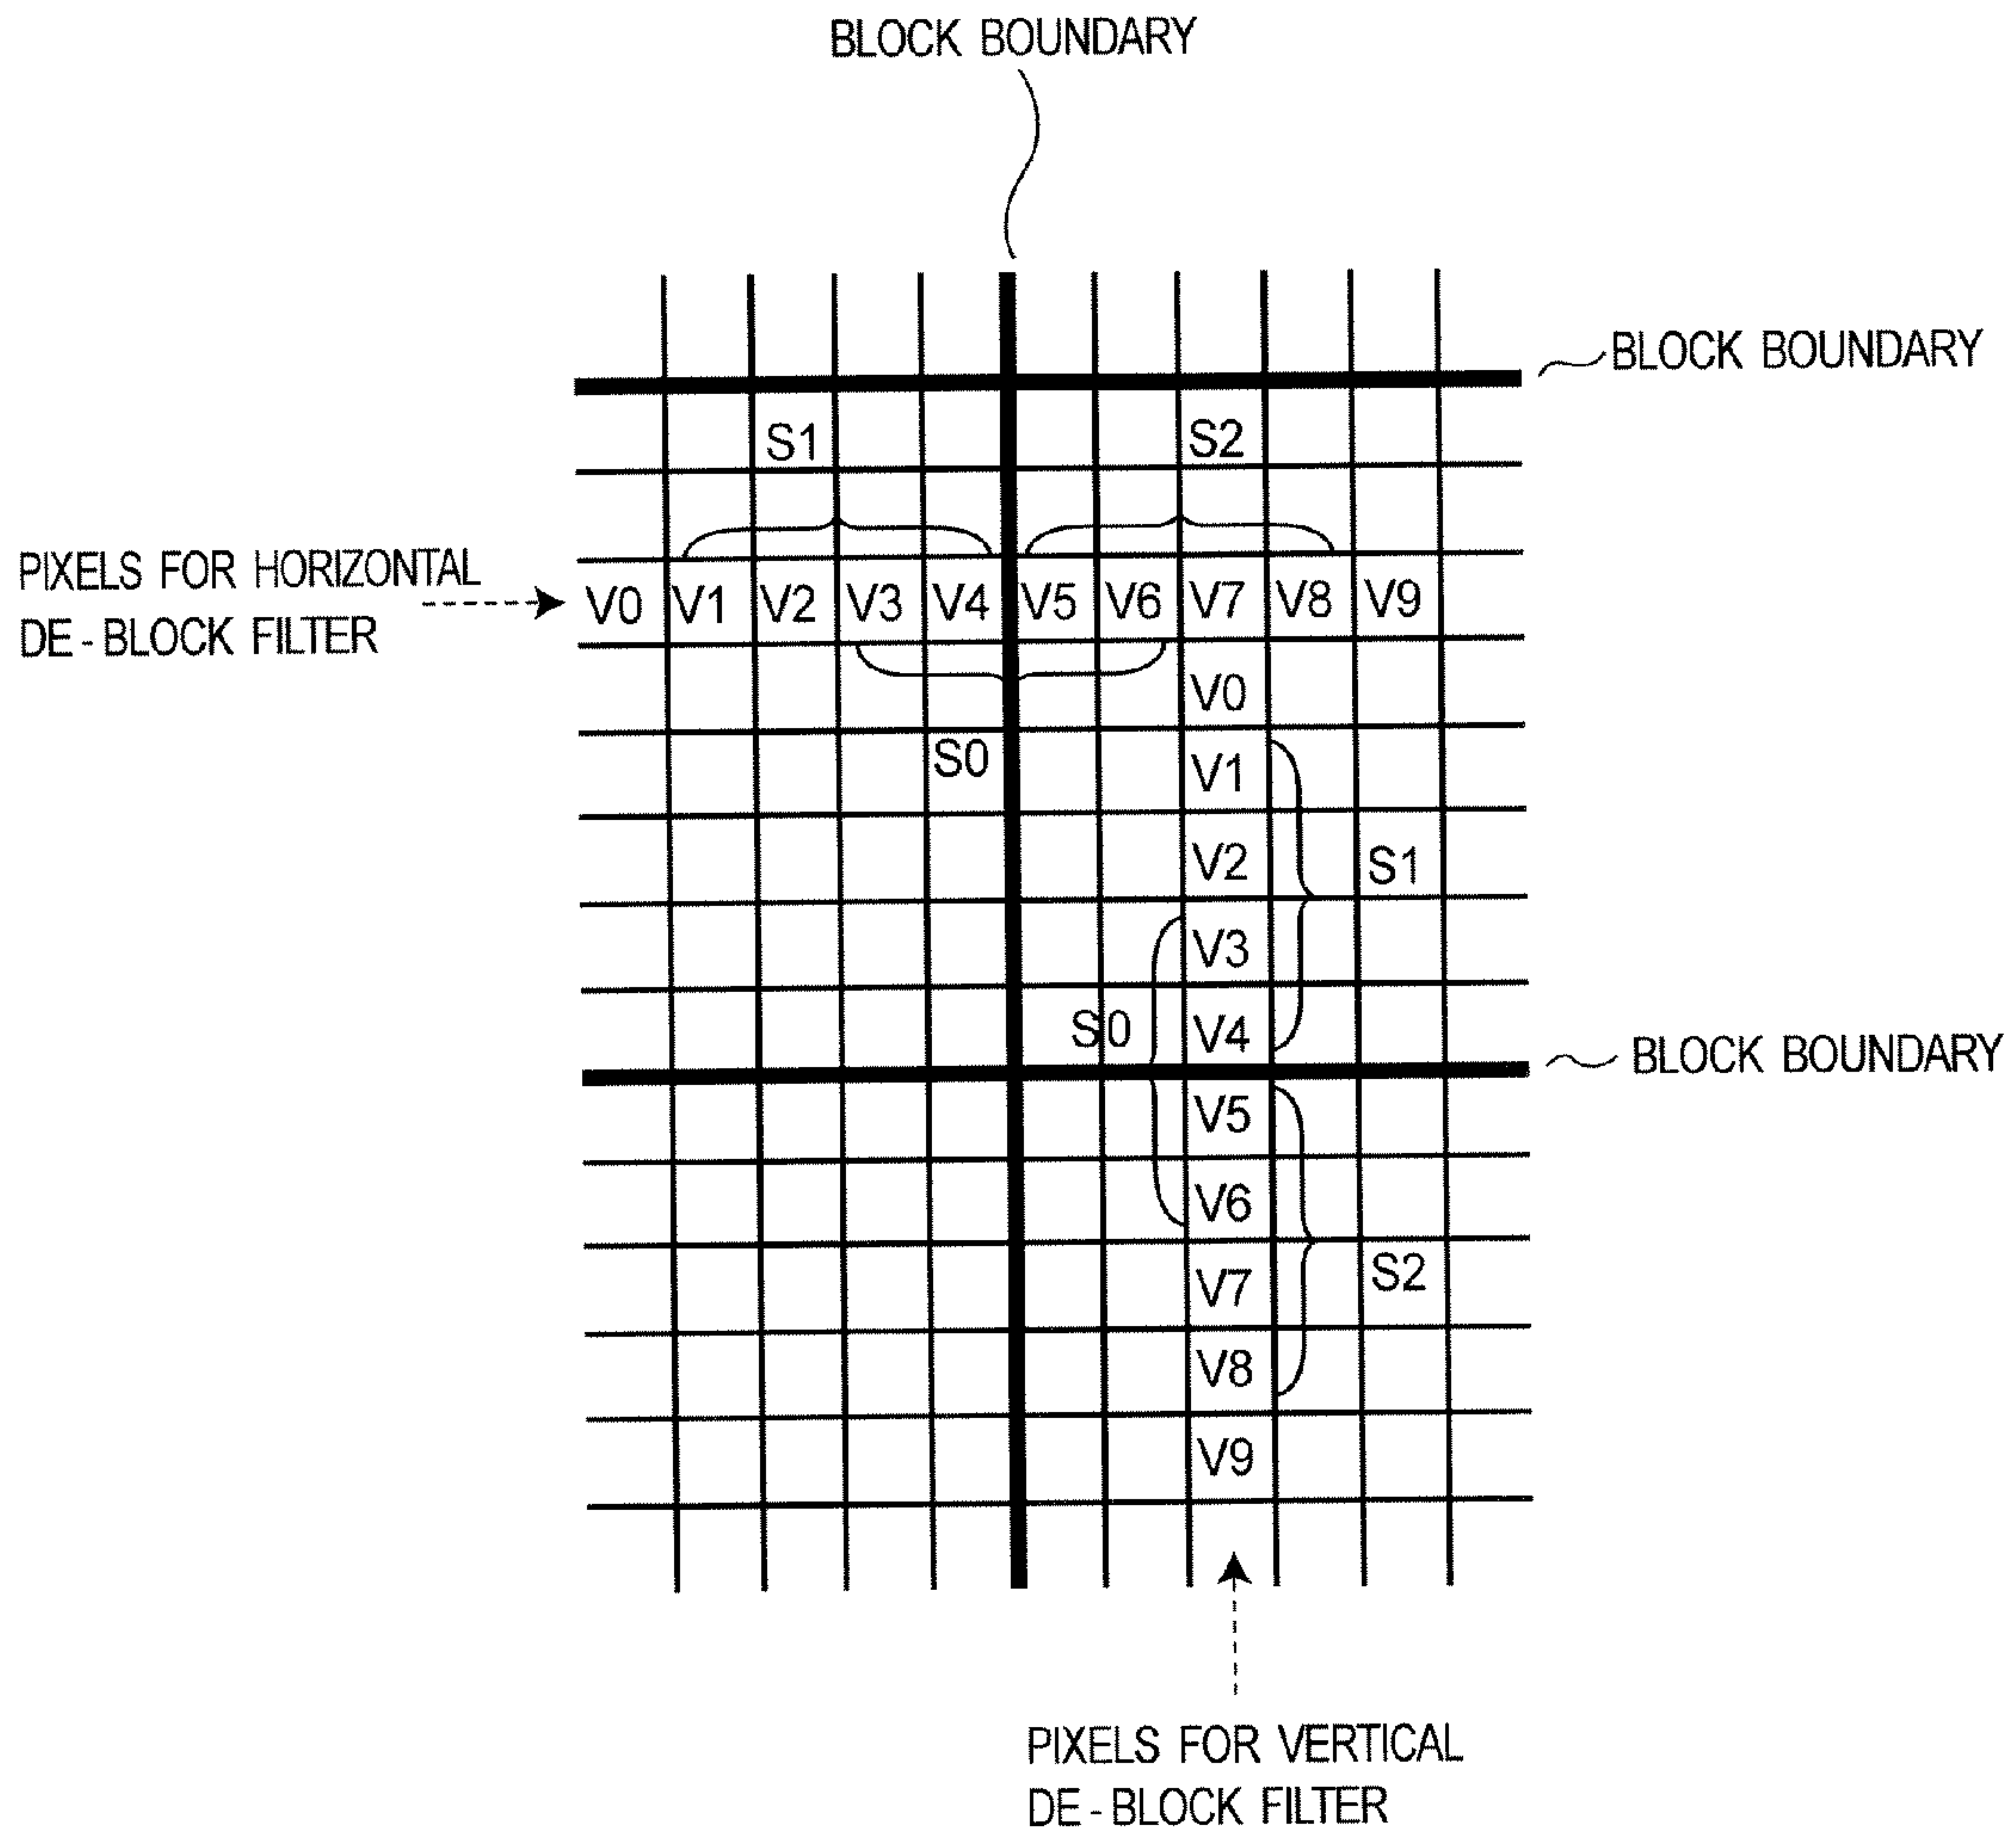 BLOCK BOUNDARY
BLOCK BOUNDARY
S1 S2
PIXELS FOR HORIZONTAL
DE-BLOCK FILTER
V0 V1 V2 V3 V4 V5 V6 V7 V8 V9
V0
S0
V1
V2
S1
V3
S0
V4
BLOCK BOUNDARY
V5
V6
V7
S2
V8
V9
PIXELS FOR VERTICAL
DE-BLOCK FILTER